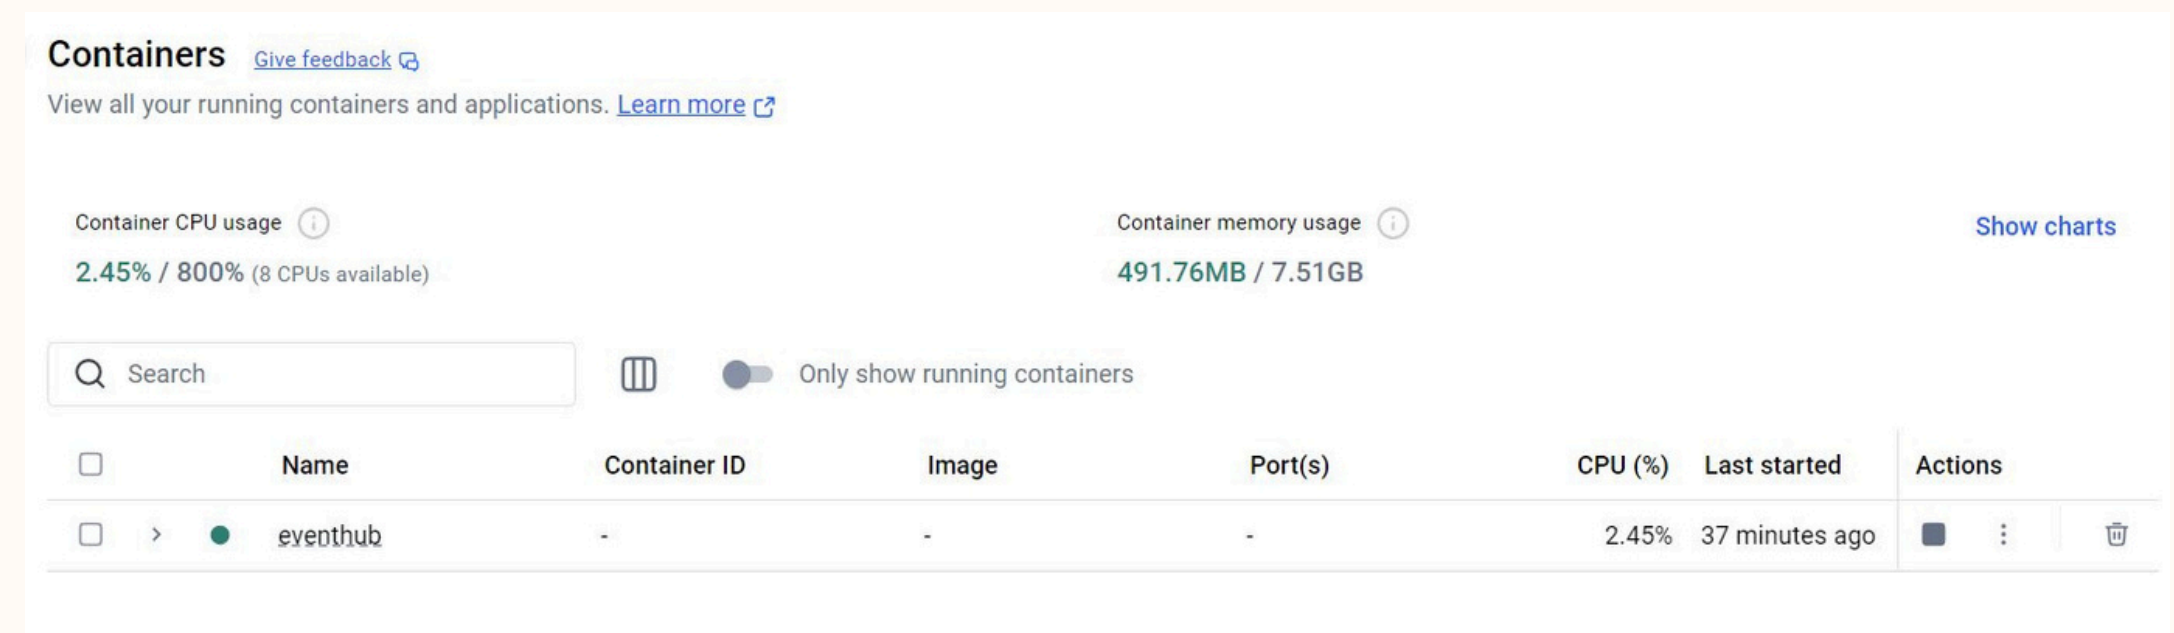 Containers Give feedback
View all your running containers and applications. Learn more
Container CPU usage
2.45% / 800% (8 CPUs available)
Container memory usage
491.76MB / 7.51GB
Show charts
Search
Only show running containers
Name Container ID Image Port(s) CPU (%) Last started Actions
eventhub - - - 2.45% 37 minutes ago